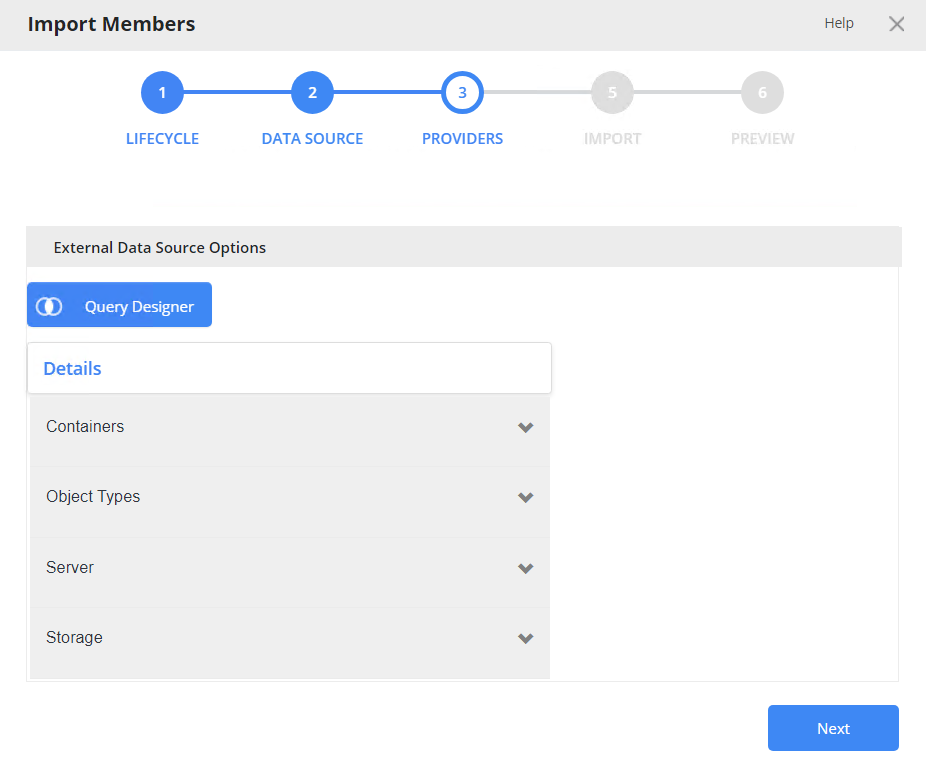 Import Members
Help
1 2 3 5 6
LIFECYCLE DATA SOURCE PROVIDERS IMPORT PREVIEW
External Data Source Options
Query Designer
Details
Containers
Object Types
Server
Storage
Next